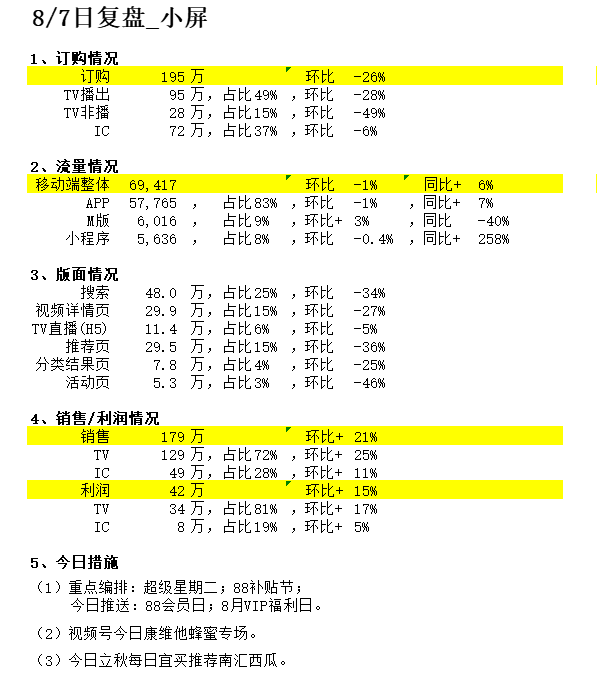 8/7日复盘_小屏
1、订购情况
订购 195 万 环比 -26%
TV播出 95 万，占比49% ，环比 -28%
TV非播 28 万，占比15% ，环比 -49%
IC 72 万，占比37% ，环比 -6%
2、流量情况
移动端整体 69,417 环比 -1% 同比+ 6%
APP 57,765 ， 占比83% ，环比 -1% ，同比+ 7%
M版 6,016 ， 占比9% ，环比+ 3% ，同比 -40%
小程序 5,636 ， 占比8% ，环比 -0.4% ，同比+ 258%
3、版面情况
搜索 48.0 万，占比25% ，环比 -34%
视频详情页 29.9 万，占比15% ，环比 -27%
TV直播(H5) 11.4 万，占比6% ，环比 -5%
推荐页 29.5 万，占比15% ，环比 -36%
分类结果页 7.8 万，占比4% ，环比 -25%
活动页 5.3 万，占比3% ，环比 -46%
4、销售/利润情况
销售 179 万 环比+ 21%
TV 129 万，占比72% ，环比+ 25%
IC 49 万，占比28% ，环比+ 11%
利润 42 万 环比+ 15%
TV 34 万，占比81% ，环比+ 17%
IC 8 万，占比19% ，环比+ 5%
5、今日措施
（1）重点编排：超级星期二；88补贴节；
今日推送：88会员日；8月VIP福利日。
（2）视频号今日康维他蜂蜜专场。
（3）今日立秋每日宜买推荐南汇西瓜。